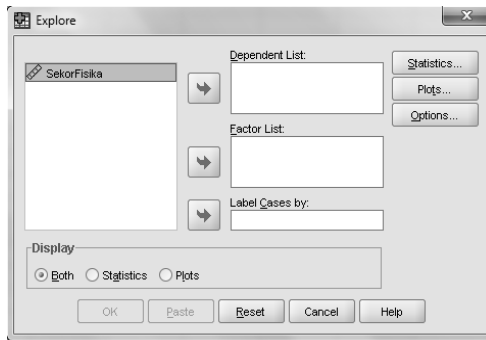 Explore
SekorFisika
Dependent List:
Factor List:
Label Cases by:
Statistics...
Plots...
Options...
Display
Both Statistics Plots
OK Paste Reset Cancel Help